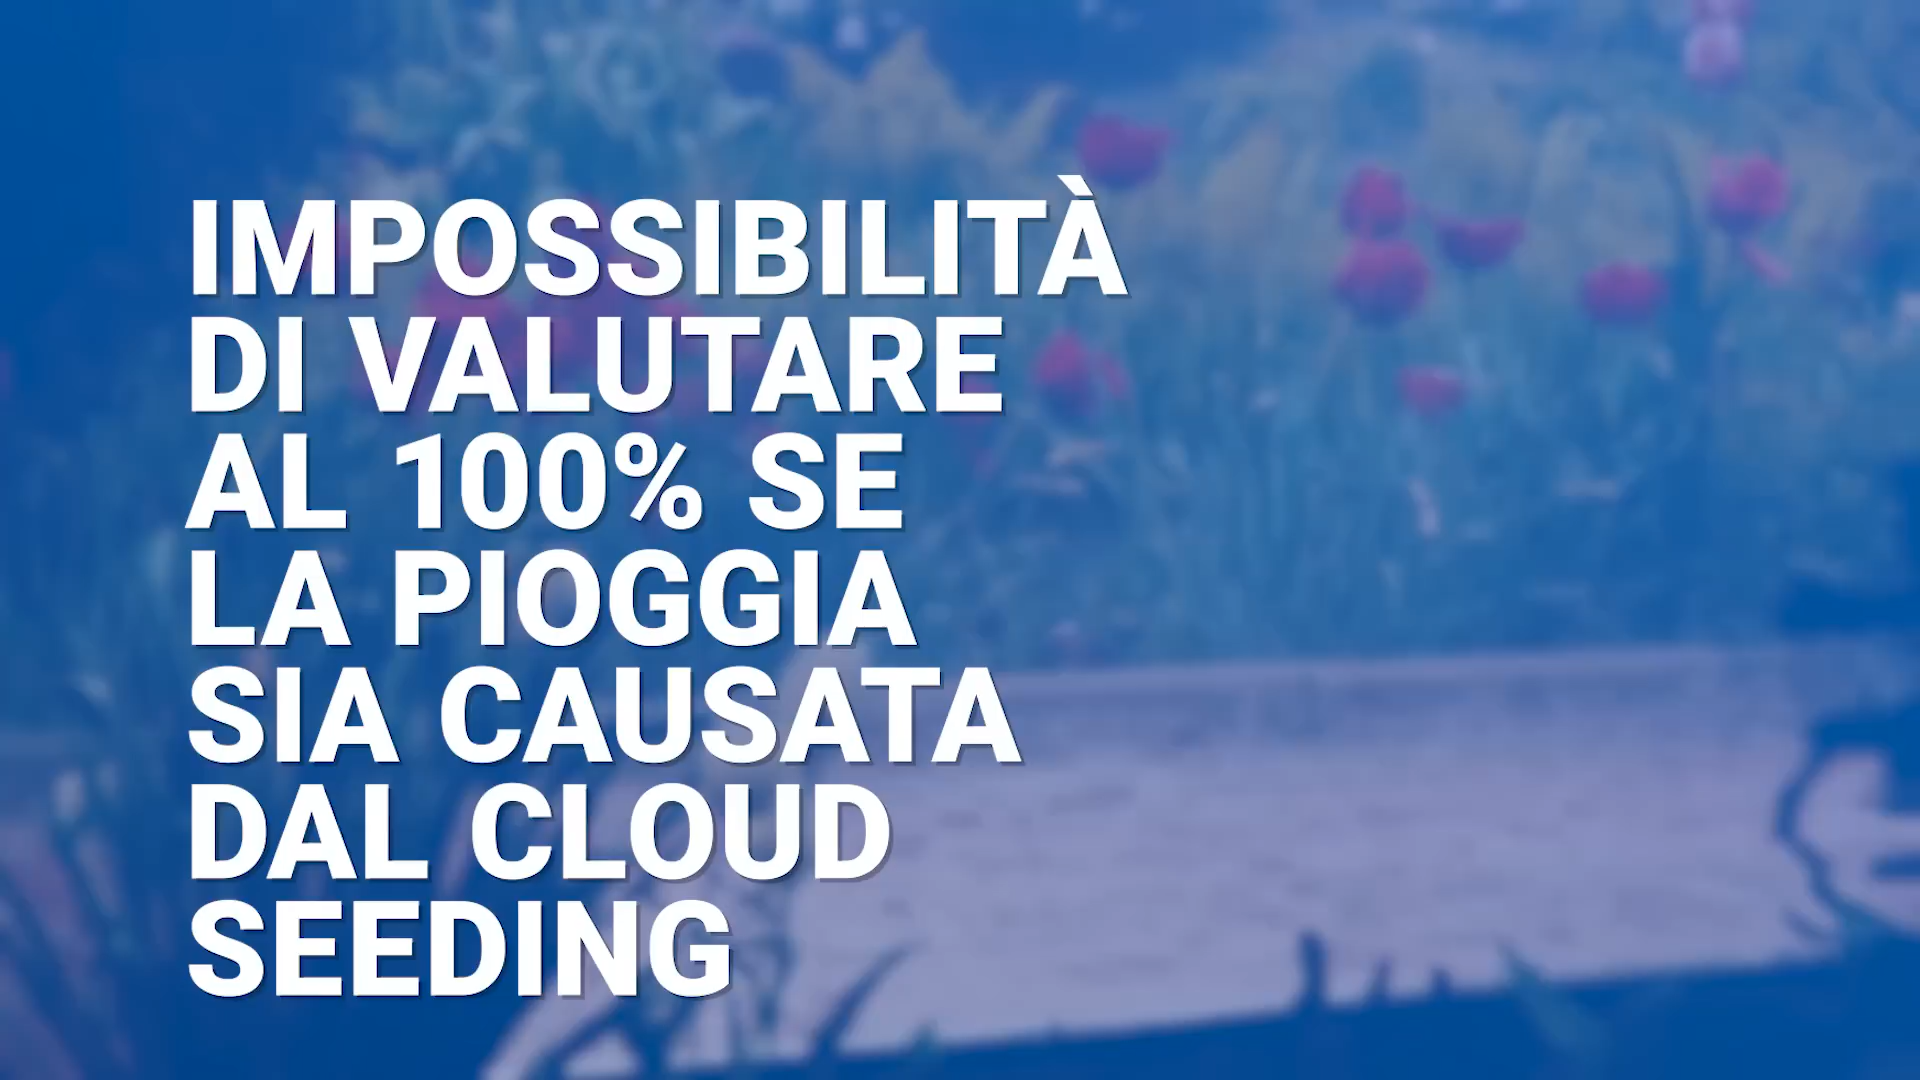 IMPOSSIBILITÀ
DI VALUTARE
AL 100% SE
LA PIOGGIA
SIA CAUSATA
DAL CLOUD
SEEDING